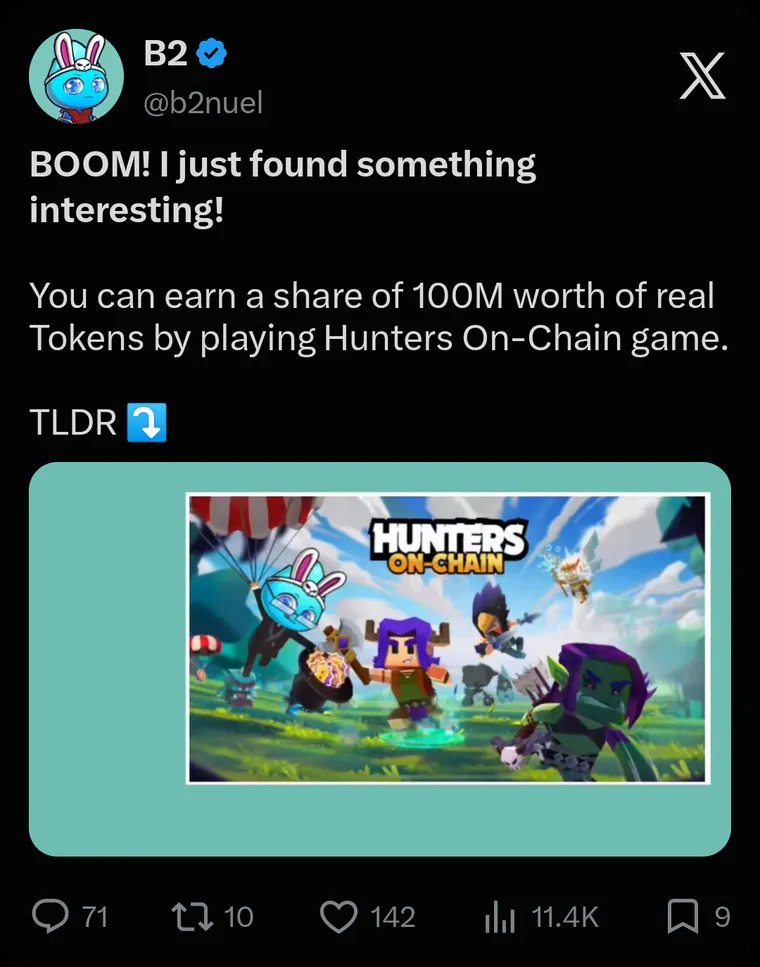 B2
@b2nuel
BOOM! I just found something
interesting!
You can earn a share of 100M worth of real
Tokens by playing Hunters On-Chain game.
TLDR ⤵️
HUNTERS
ON-CHAIN
71
10
142
11.4K
9